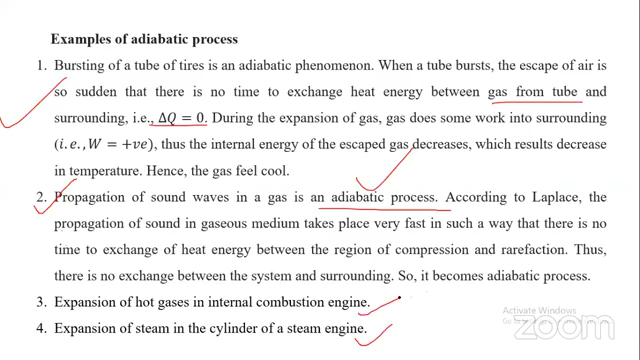 Examples of adiabatic process
1. Bursting of a tube of tires is an adiabatic phenomenon. When a tube bursts, the escape of air is
so sudden that there is no time to exchange heat energy between gas from tube and
surrounding, i.e., ΔQ = 0. During the expansion of gas, gas does some work into surrounding
(i.e., W = +ve), thus the internal energy of the escaped gas decreases, which results decrease
in temperature. Hence, the gas feel cool.
2. Propagation of sound waves in a gas is an adiabatic process. According to Laplace, the
propagation of sound in gaseous medium takes place very fast in such a way that there is no
time to exchange of heat energy between the region of compression and rarefaction. Thus,
there is no exchange between the system and surrounding. So, it becomes adiabatic process.
3. Expansion of hot gases in internal combustion engine.
4. Expansion of steam in the cylinder of a steam engine.
Activate Windows
Go to
zoom